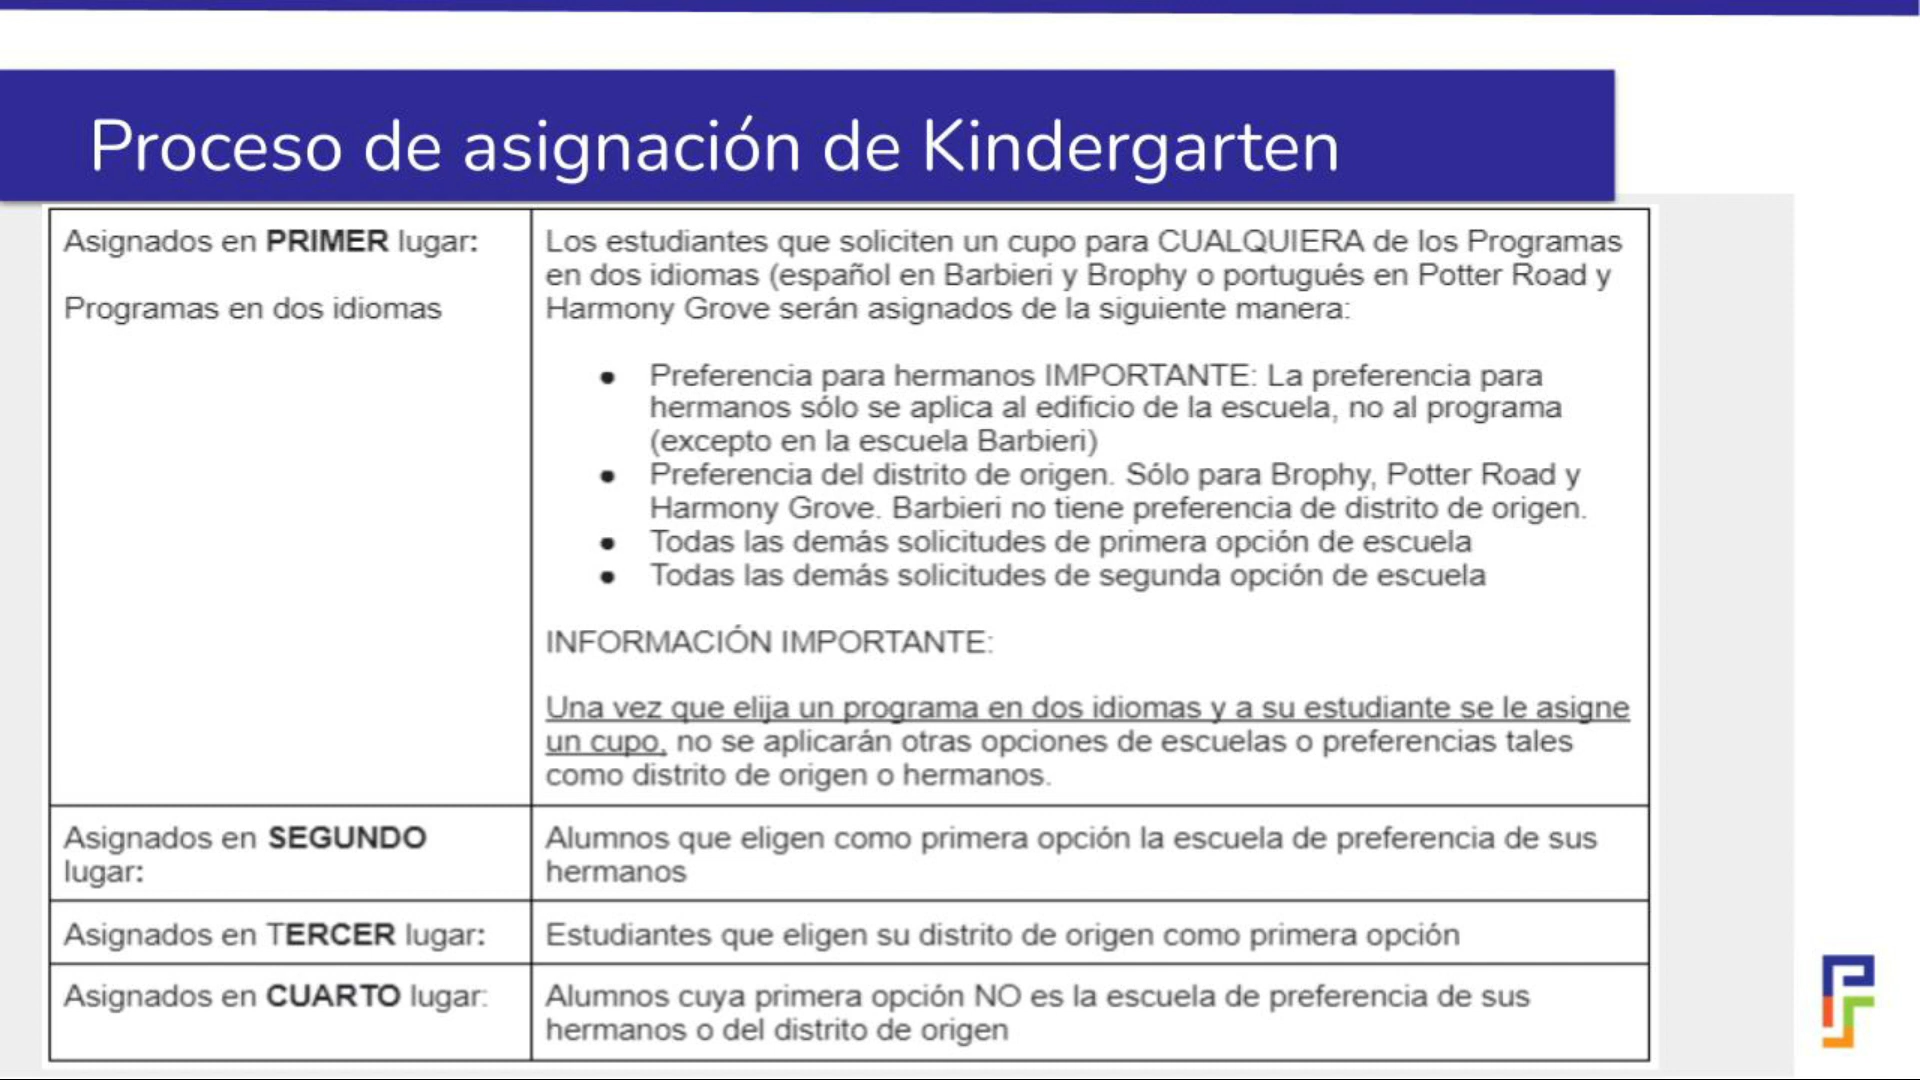 Proceso de asignación de Kindergarten
Asignados en PRIMER lugar:
Programas en dos idiomas
Los estudiantes que soliciten un cupo para CUALQUIERA de los Programas
en dos idiomas (español en Barbieri y Brophy o portugués en Potter Road y
Harmony Grove serán asignados de la siguiente manera:
● Preferencia para hermanos IMPORTANTE: La preferencia para
hermanos sólo se aplica al edificio de la escuela, no al programa
(excepto en la escuela Barbieri)
● Preferencia del distrito de origen. Sólo para Brophy, Potter Road y
Harmony Grove. Barbieri no tiene preferencia de distrito de origen.
● Todas las demás solicitudes de primera opción de escuela
● Todas las demás solicitudes de segunda opción de escuela
INFORMACIÓN IMPORTANTE:
Una vez que elija un programa en dos idiomas y a su estudiante se le asigne
un cupo, no se aplicarán otras opciones de escuelas o preferencias tales
como distrito de origen o hermanos.
Asignados en SEGUNDO
lugar:
Alumnos que eligen como primera opción la escuela de preferencia de sus
hermanos
Asignados en TERCER lugar:
Estudiantes que eligen su distrito de origen como primera opción
Asignados en CUARTO lugar:
Alumnos cuya primera opción NO es la escuela de preferencia de sus
hermanos o del distrito de origen